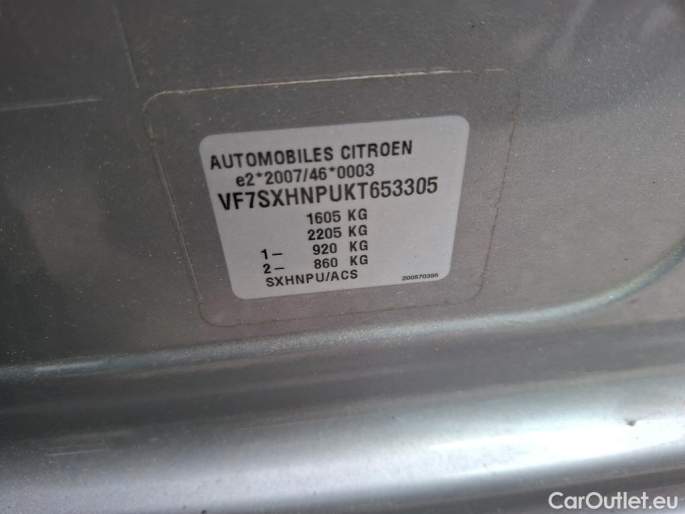 AUTOMOBILES CITROEN
e2*2007/46*0003
VF7SXHNPUKT653305
1605 KG
2205 KG
1- 920 KG
2- 860 KG
SXHNPU/ACS
200870395
CarOutlet.eu